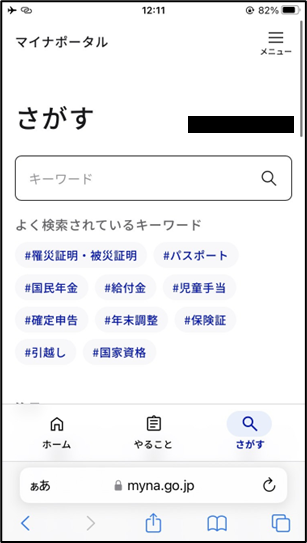 12:11
82%
マイナポータル
メニュー
さがす
キーワード
よく検索されているキーワード
#罹災証明・被災証明 #パスポート
#国民年金 #給付金 #児童手当
#確定申告 #年末調整 #保険証
#引越し #国家資格
ホーム やること さがす
ぁあ myna.go.jp